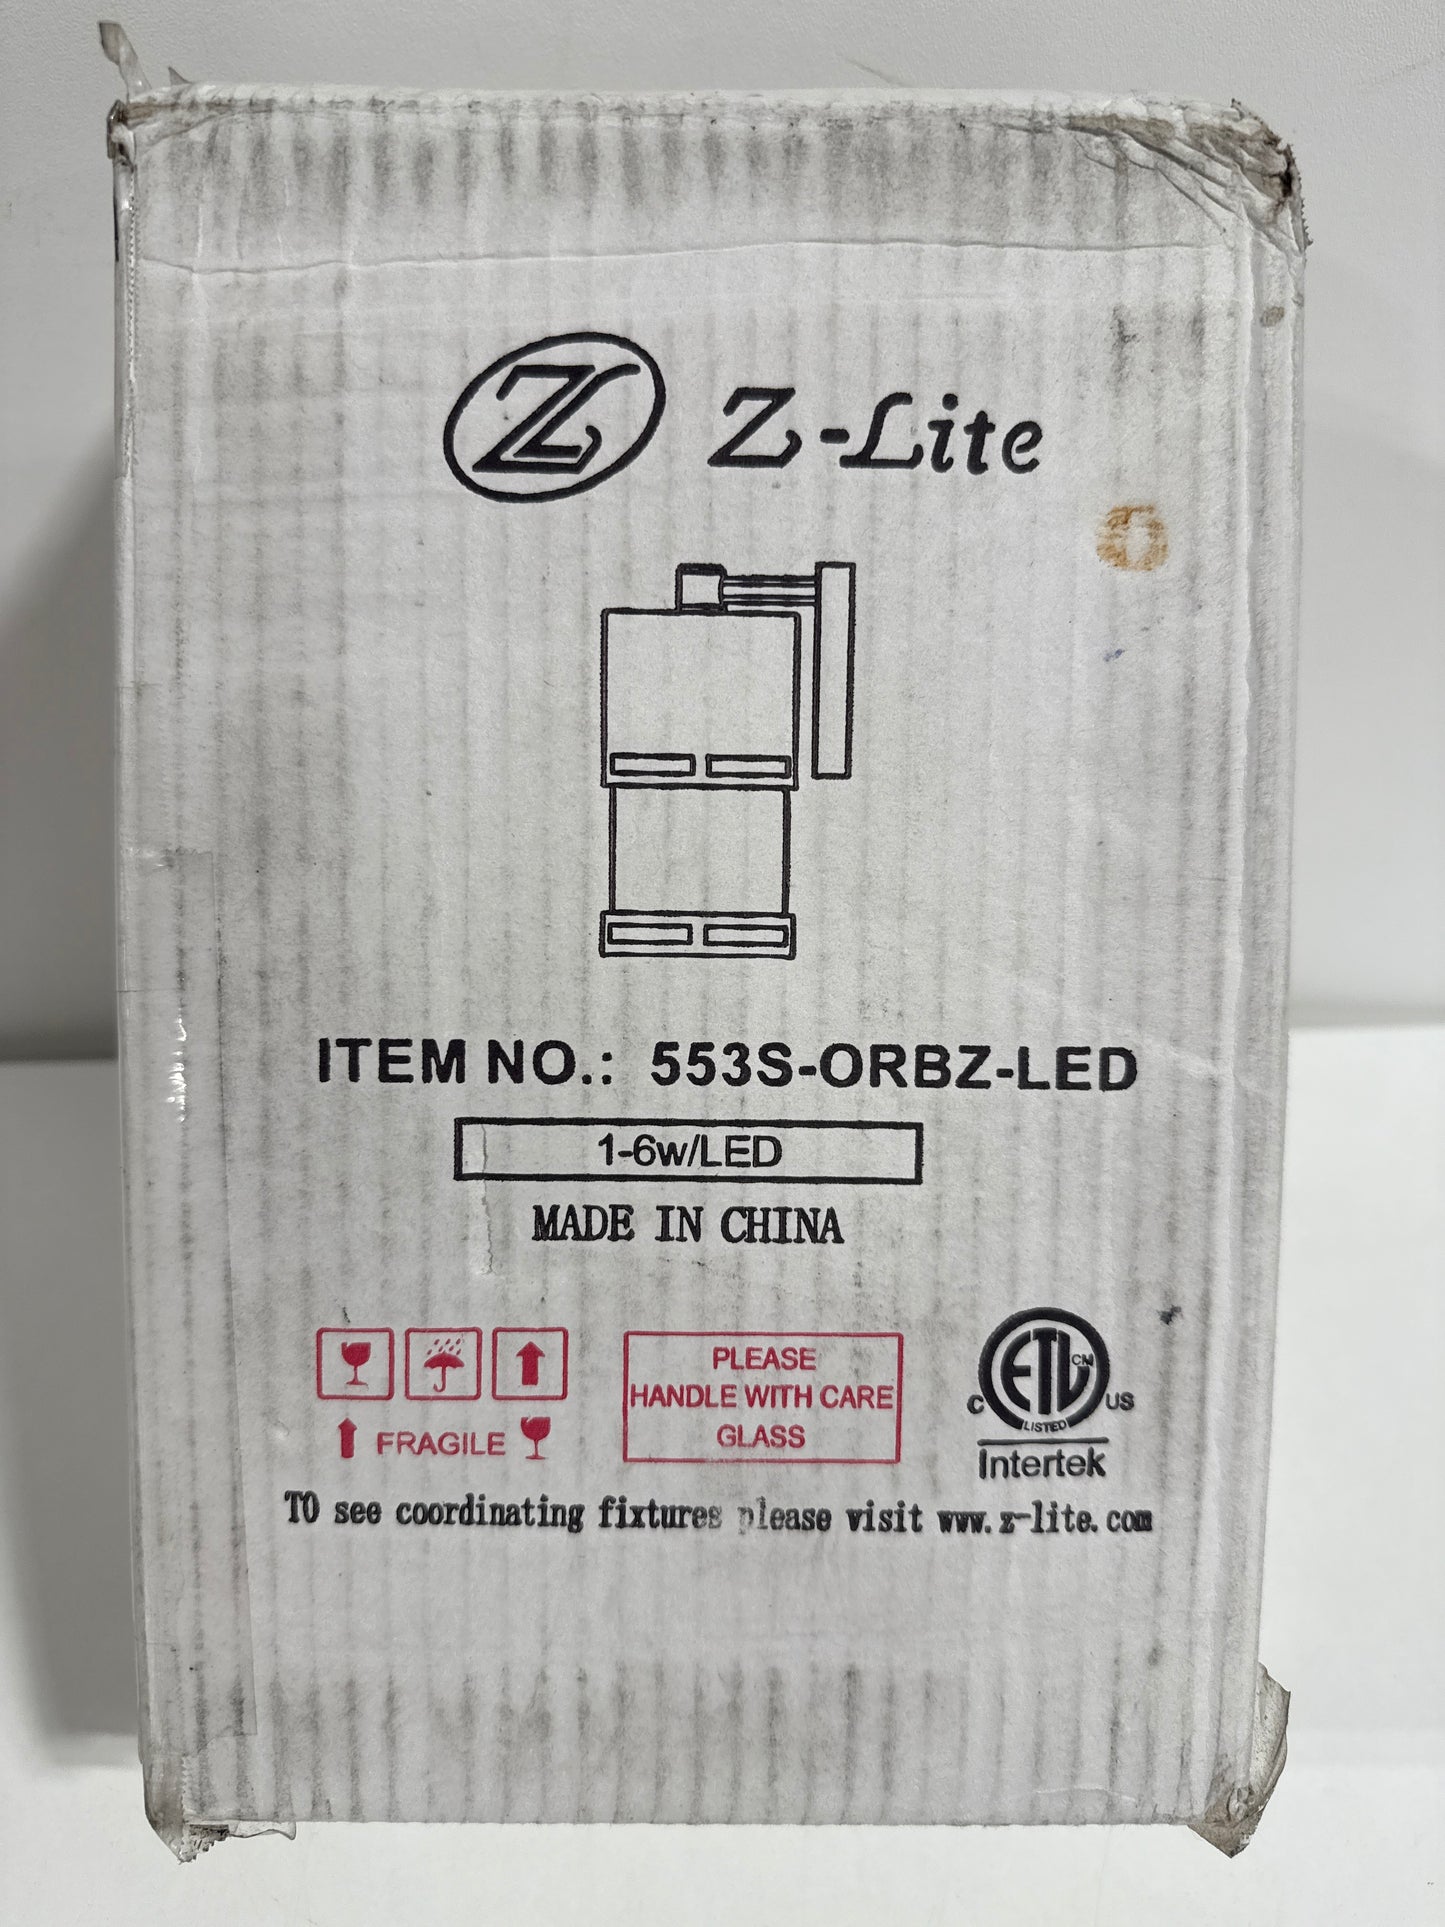 Z Z-Lite
ITEM NO.: 553S-ORBZ-LED
1-6w/LED
MADE IN CHINA
PLEASE
HANDLE WITH CARE
GLASS
FRAGILE
ETL CM
C US
LISTED
Intertek
TO see coordinating fixtures please visit www.z-lite.com